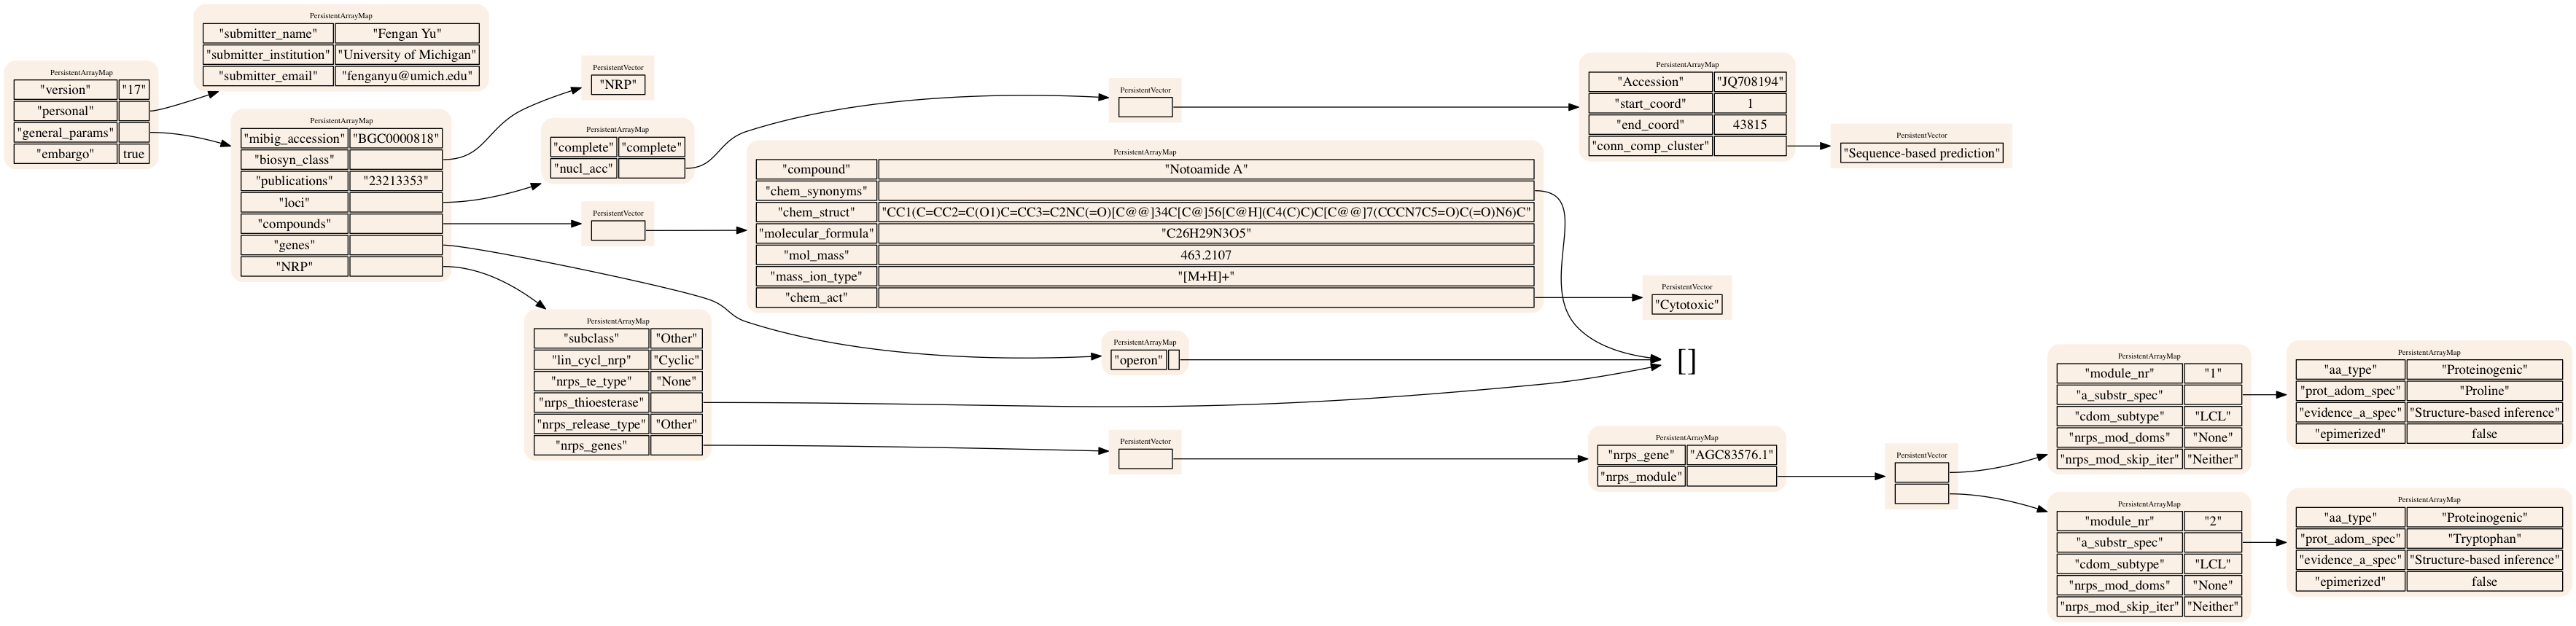 PersistentArrayMap
"version" "17"
"personal"
"general_params"
"embargo" true
PersistentArrayMap
"submitter_name" "Fengan Yu"
"submitter_institution" "University of Michigan"
"submitter_email" "fenganyu@umich.edu"
PersistentArrayMap
"mibig_accession" "BGC0000818"
"biosyn_class"
"publications" "23213353"
"loci"
"compounds"
"genes"
"NRP"
PersistentVector
"NRP"
PersistentArrayMap
"complete" "complete"
"nucl_acc"
PersistentVector
PersistentArrayMap
"subclass" "Other"
"lin_cycl_nrp" "Cyclic"
"nrps_te_type" "None"
"nrps_thioesterase"
"nrps_release_type" "Other"
"nrps_genes"
PersistentArrayMap
"compound" "Notoamide A"
"chem_synonyms"
"chem_struct" "CC1(C=CC2=C(O1)C=CC3=C2NC(=O)[C@@]34C[C@]56[C@H](C4(C)C)C[C@@]7(CCCN7C5=O)C(=O)N6)C"
"molecular_formula" "C26H29N3O5"
"mol_mass" 463.2107
"mass_ion_type" "[M+H]+"
"chem_act"
PersistentVector
PersistentArrayMap
"operon"
PersistentVector
PersistentArrayMap
"Accession" "JQ708194"
"start_coord" 1
"end_coord" 43815
"conn_comp_cluster"
PersistentVector
"Sequence-based prediction"
PersistentVector
"Cytotoxic"
[]
PersistentArrayMap
"nrps_gene" "AGC83576.1"
"nrps_module"
PersistentVector
PersistentArrayMap
"module_nr" "1"
"a_substr_spec"
"cdom_subtype" "LCL"
"nrps_mod_doms" "None"
"nrps_mod_skip_iter" "Neither"
PersistentArrayMap
"aa_type" "Proteinogenic"
"prot_adom_spec" "Proline"
"evidence_a_spec" "Structure-based inference"
"epimerized" false
PersistentArrayMap
"module_nr" "2"
"a_substr_spec"
"cdom_subtype" "LCL"
"nrps_mod_doms" "None"
"nrps_mod_skip_iter" "Neither"
PersistentArrayMap
"aa_type" "Proteinogenic"
"prot_adom_spec" "Tryptophan"
"evidence_a_spec" "Structure-based inference"
"epimerized" false